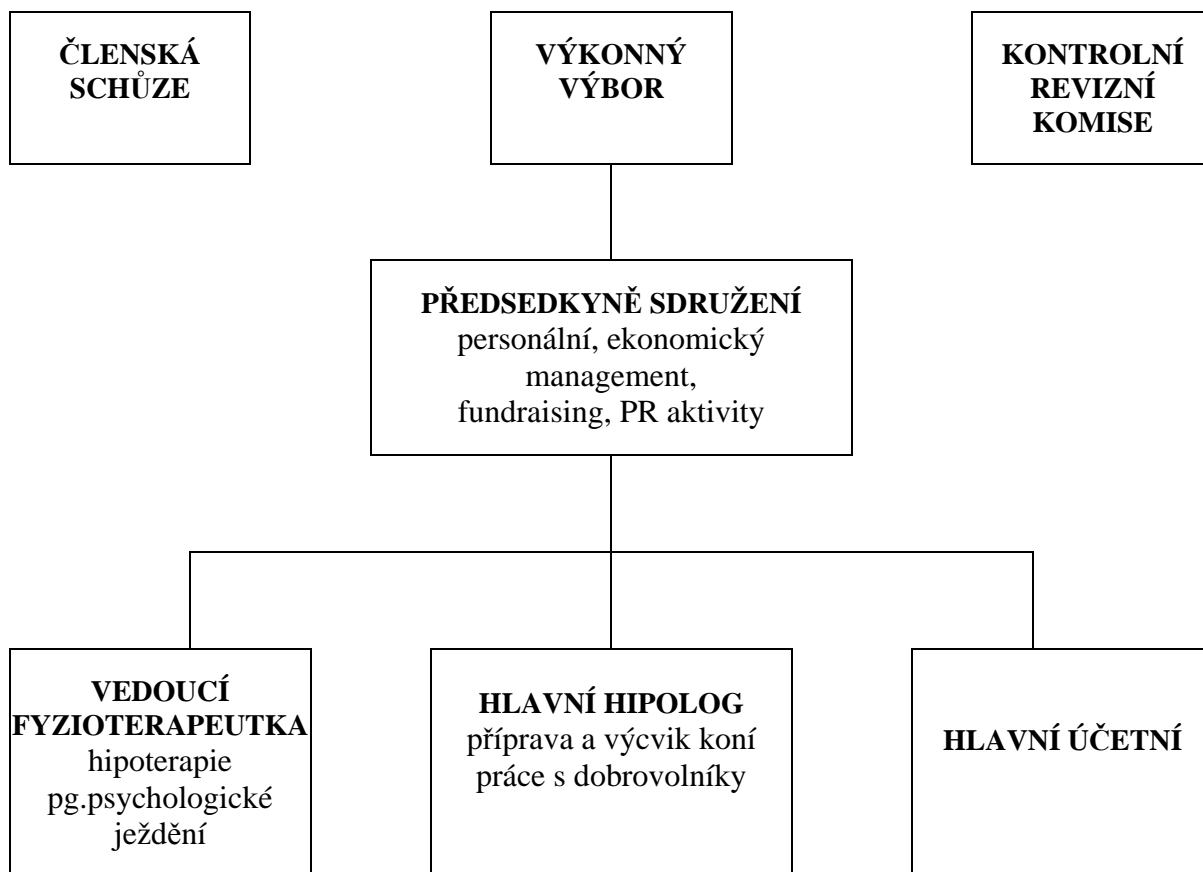 ČLENSKÁ
SCHŮZE
VÝKONNÝ
VÝBOR
KONTROLNÍ
REVIZNÍ
KOMISE
PŘEDSEDKYNĚ SDRUŽENÍ
personální, ekonomický
management,
fundraising, PR aktivity
VEDOUCÍ
FYZIOTERAPEUTKA
hipoterapie
pg.psychologické
ježdění
HLAVNÍ HIPOLOG
příprava a výcvik koní
práce s dobrovolníky
HLAVNÍ ÚČETNÍ